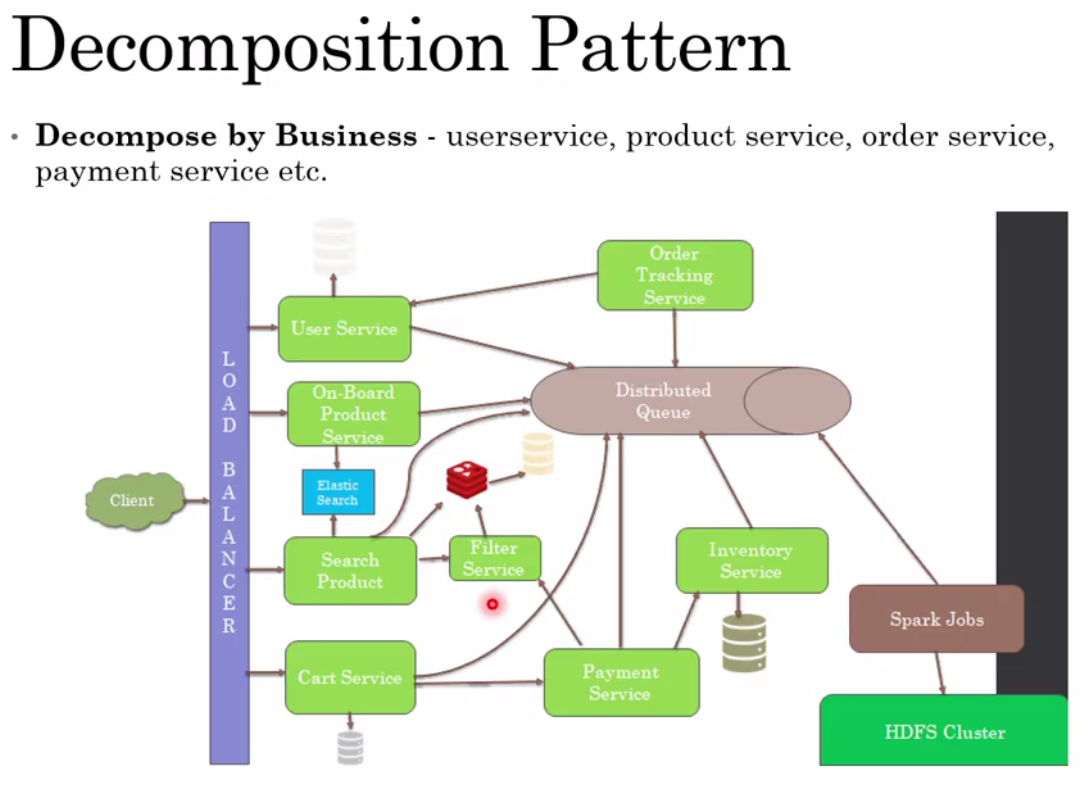 Decomposition Pattern
• Decompose by Business - userservice, product service, order service,
payment service etc.
Order
Tracking
Service
User Service
Distributed
Queue
On-Board
Product
Service
Elastic
Search
LOAD BALANCER
Client
Search
Product
Filter
Service
Inventory
Service
Spark Jobs
Cart Service
Payment
Service
HDFS Cluster